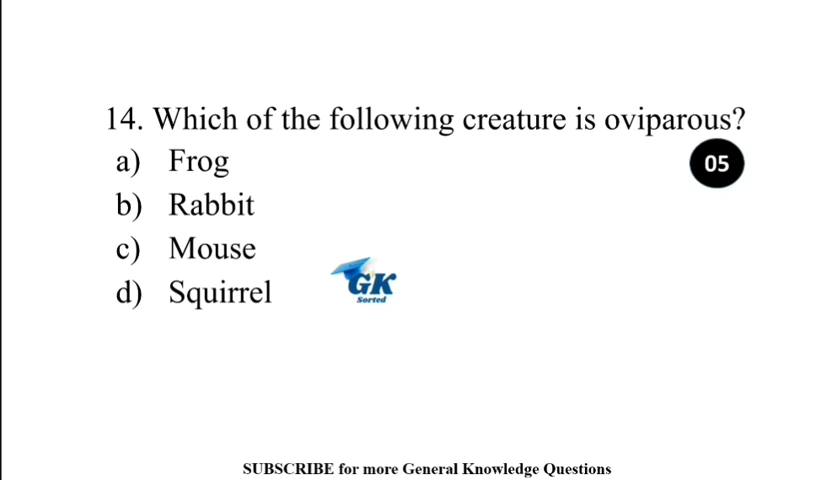 14. Which of the following creature is oviparous?
a) Frog
05
b) Rabbit
c) Mouse
d) Squirrel
GK
Sorted
SUBSCRIBE for more General Knowledge Questions